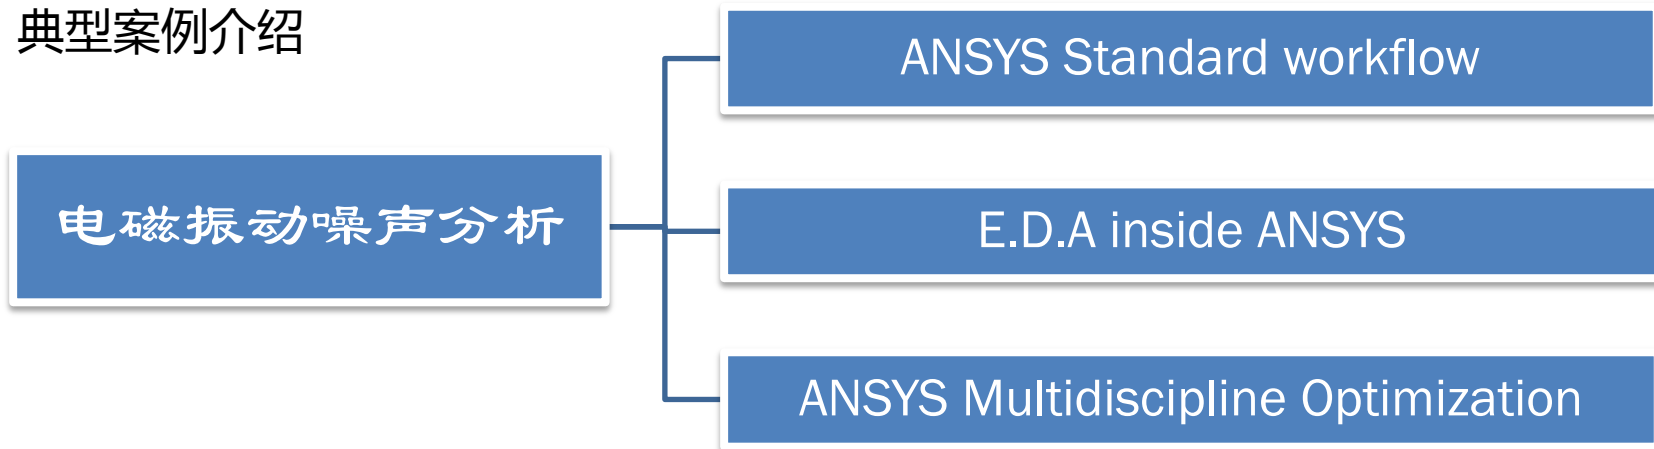 典型案例介绍
电磁振动噪声分析
ANSYS Standard workflow
E.D.A inside ANSYS
ANSYS Multidiscipline Optimization